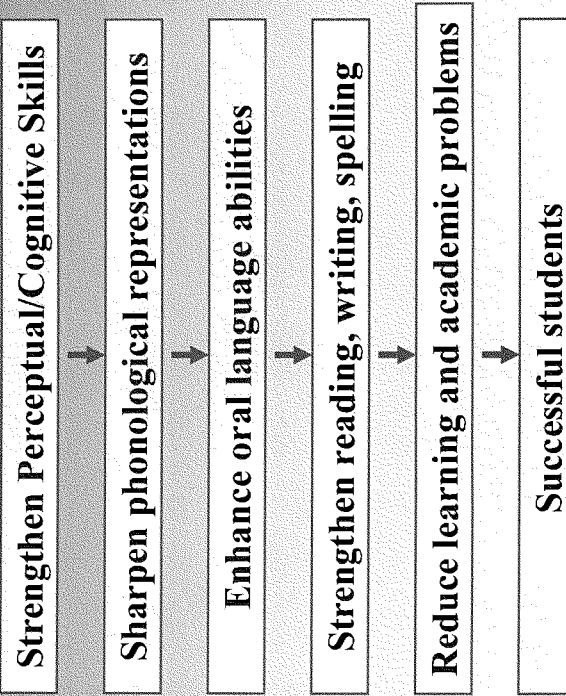 Strengthen Perceptual/Cognitive Skills
Sharpen phonological representations
Enhance oral language abilities
Strengthen reading, writing, spelling
Reduce learning and academic problems
Successful students